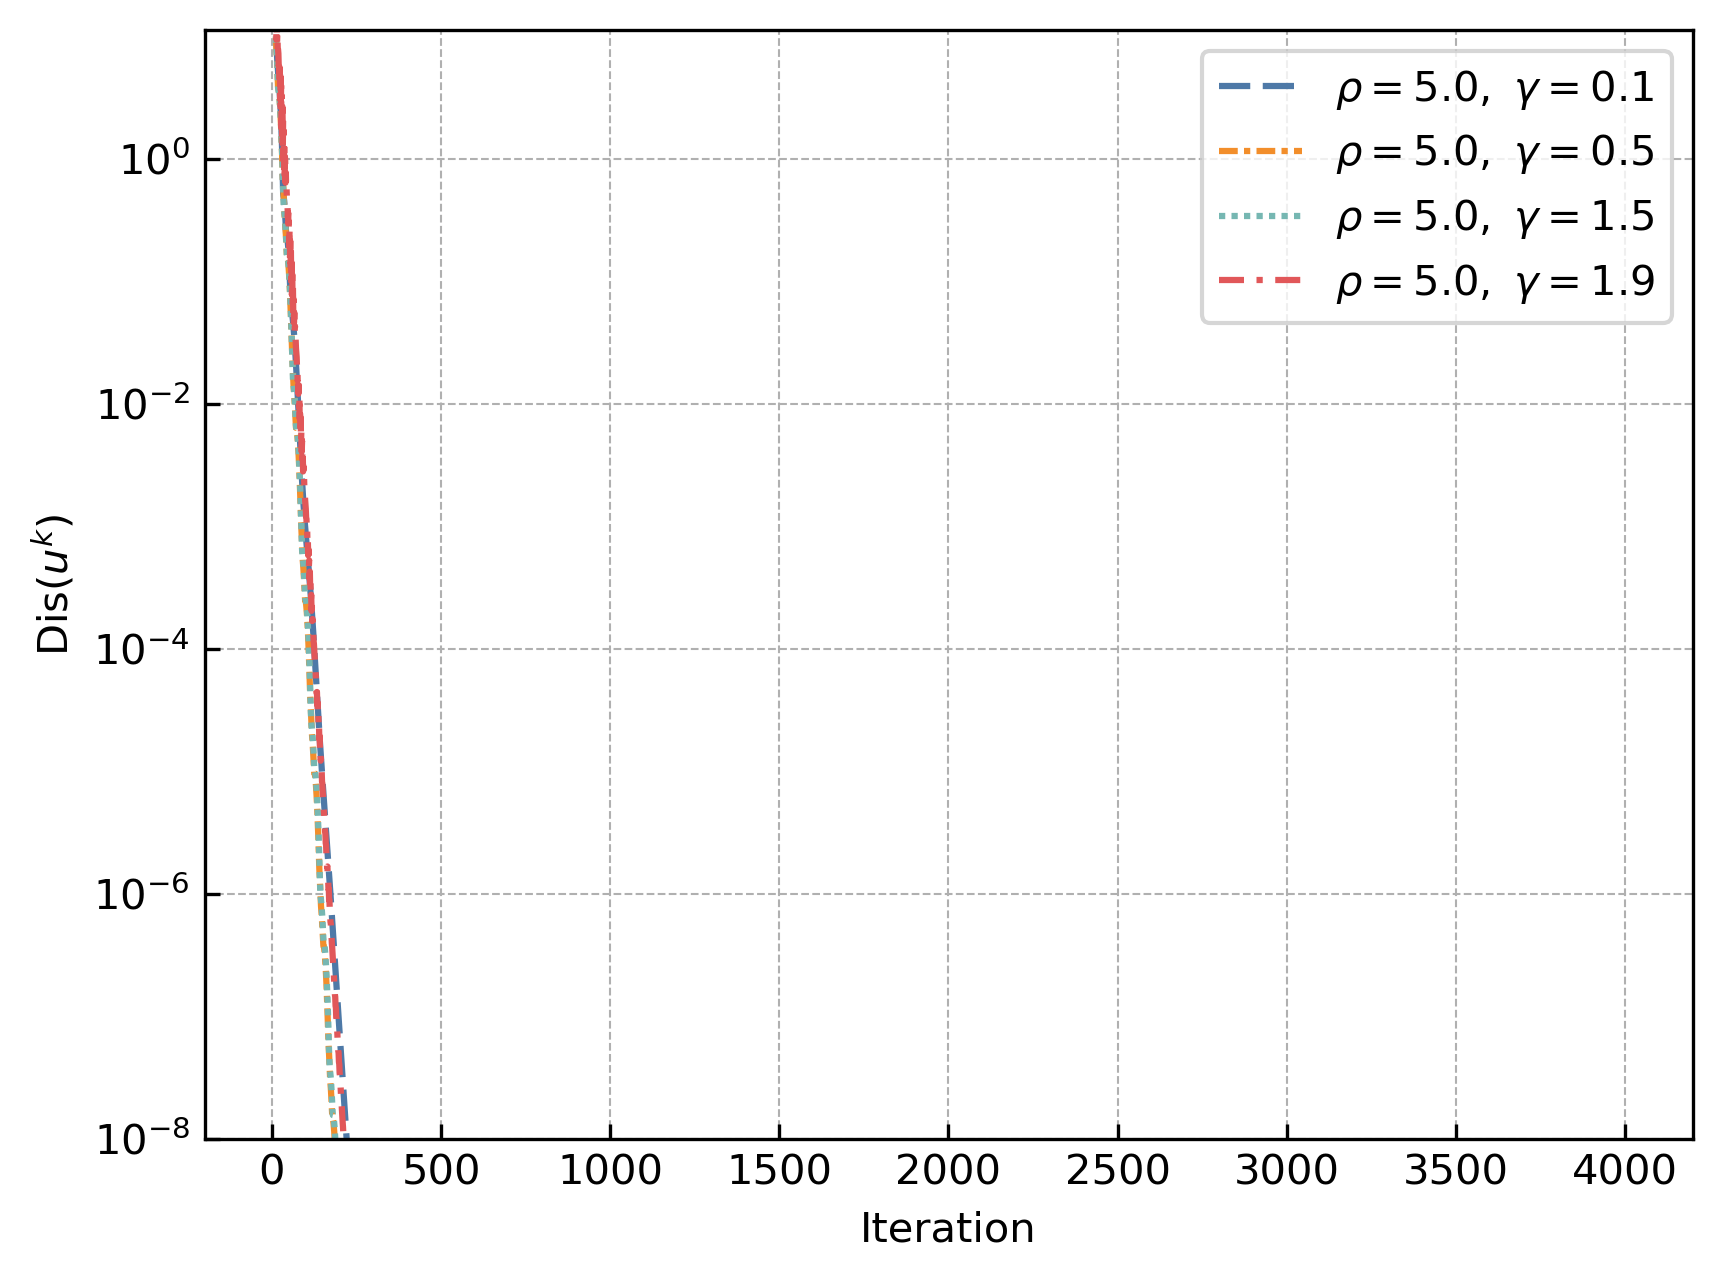 ρ = 5.0, γ = 0.1
ρ = 5.0, γ = 0.5
ρ = 5.0, γ = 1.5
ρ = 5.0, γ = 1.9
Dis(u^k)
10^0
10^−2
10^−4
10^−6
10^−8
0 500 1000 1500 2000 2500 3000 3500 4000
Iteration